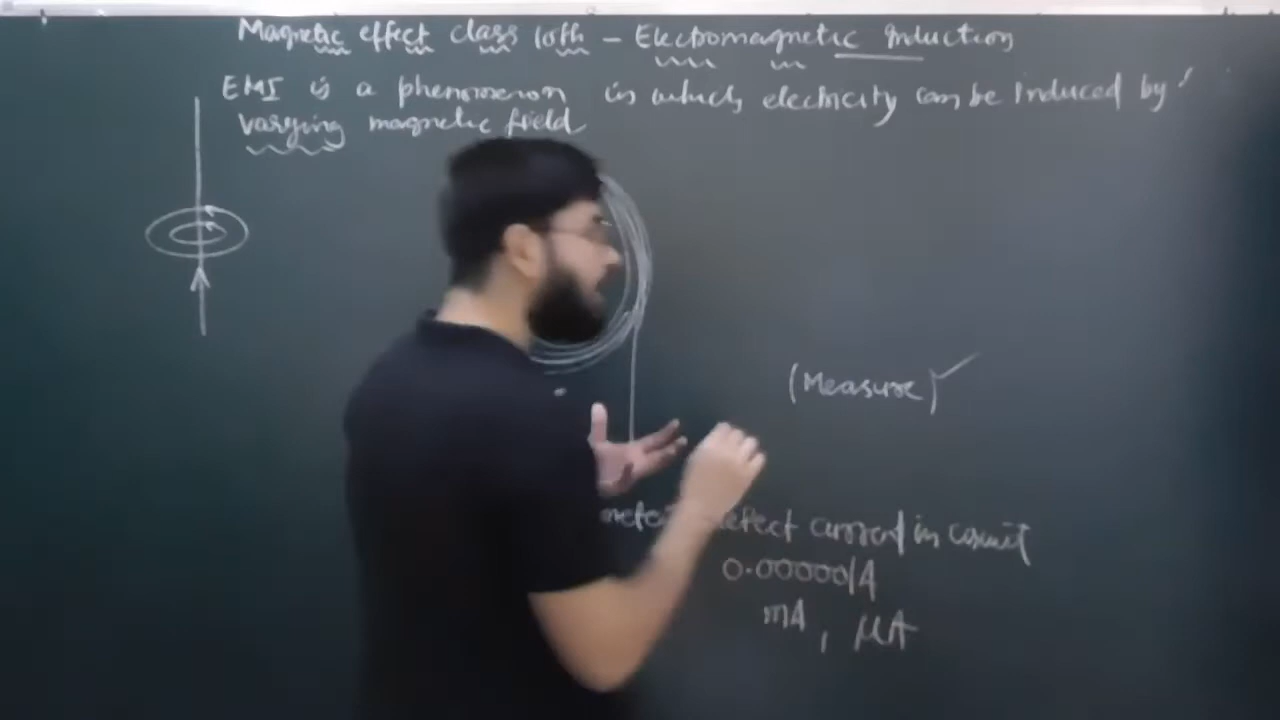 Magnetic effect class 10th – Electromagnetic Induction
EMI is a phenomenon in which electricity can be induced by
varying magnetic field
(Measure)
detect current in circuit
0.000001A
mA, μA